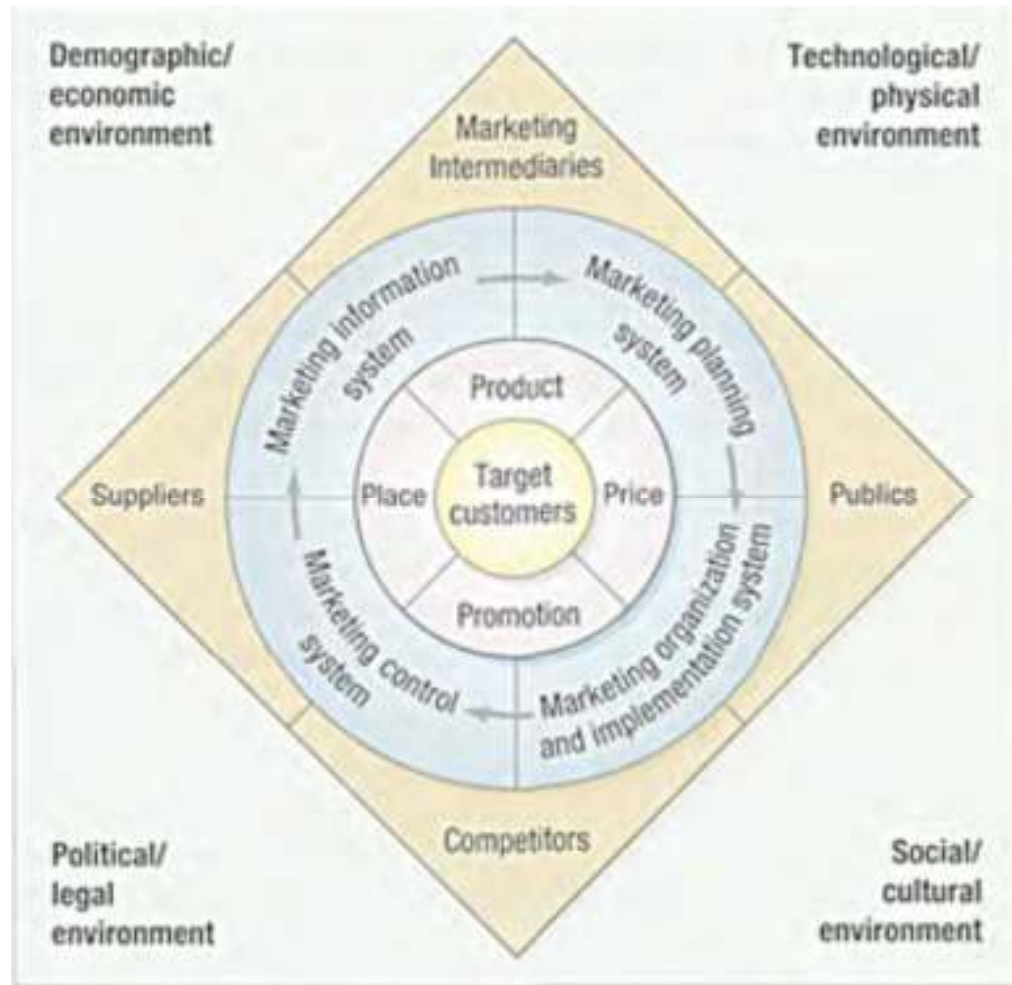 Demographic/
economic
environment
Technological/
physical
environment
Marketing
Intermediaries
Marketing information
system
Marketing planning
system
Product
Suppliers
Place
Target
customers
Price
Publics
Promotion
Marketing control
system
Marketing organization
and implementation system
Competitors
Political/
legal
environment
Social/
cultural
environment